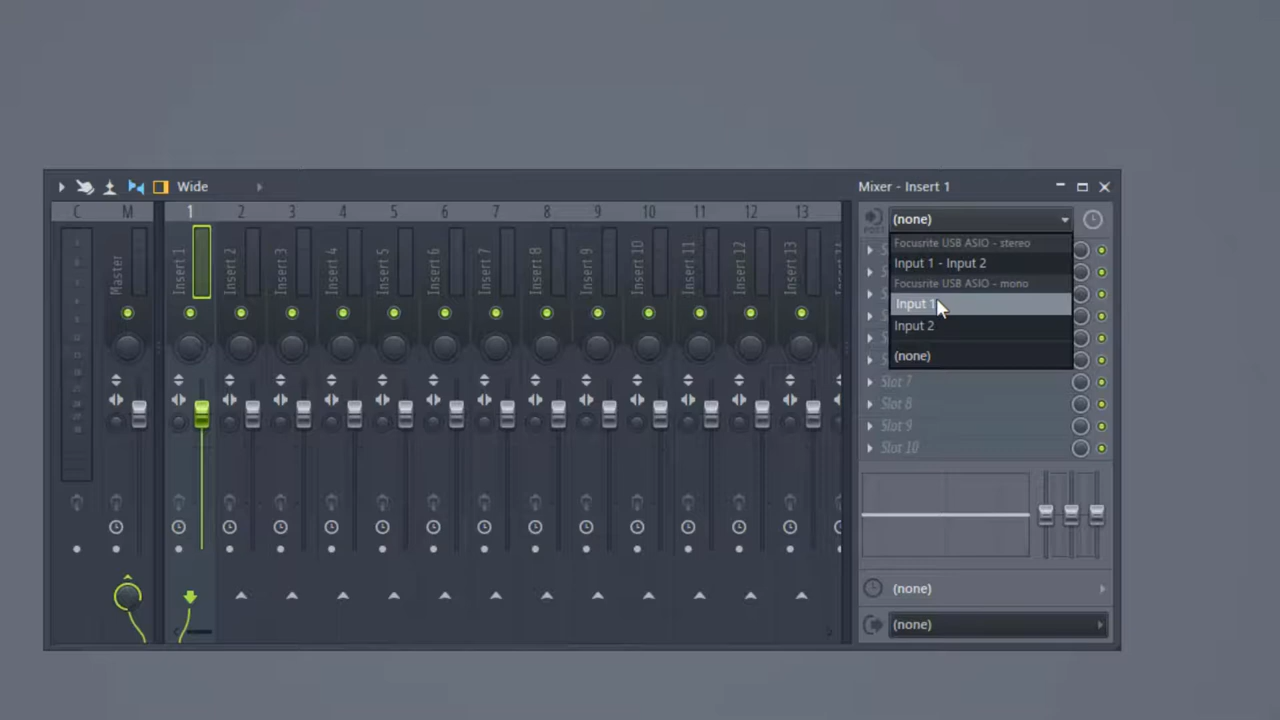 Wide
Mixer - Insert 1
C M 1 2 3 4 5 6 7 8 9 10 11 12 13
(none)
POST
Focusrite USB ASIO - stereo
Input 1 - Input 2
Focusrite USB ASIO - mono
Input 1
Input 2
(none)
Master
Insert 1
Insert 2
Insert 3
Insert 4
Insert 5
Insert 6
Insert 7
Insert 8
Insert 9
Insert 10
Insert 11
Insert 12
Insert 13
Slot 7
Slot 8
Slot 9
Slot 10
(none)
(none)